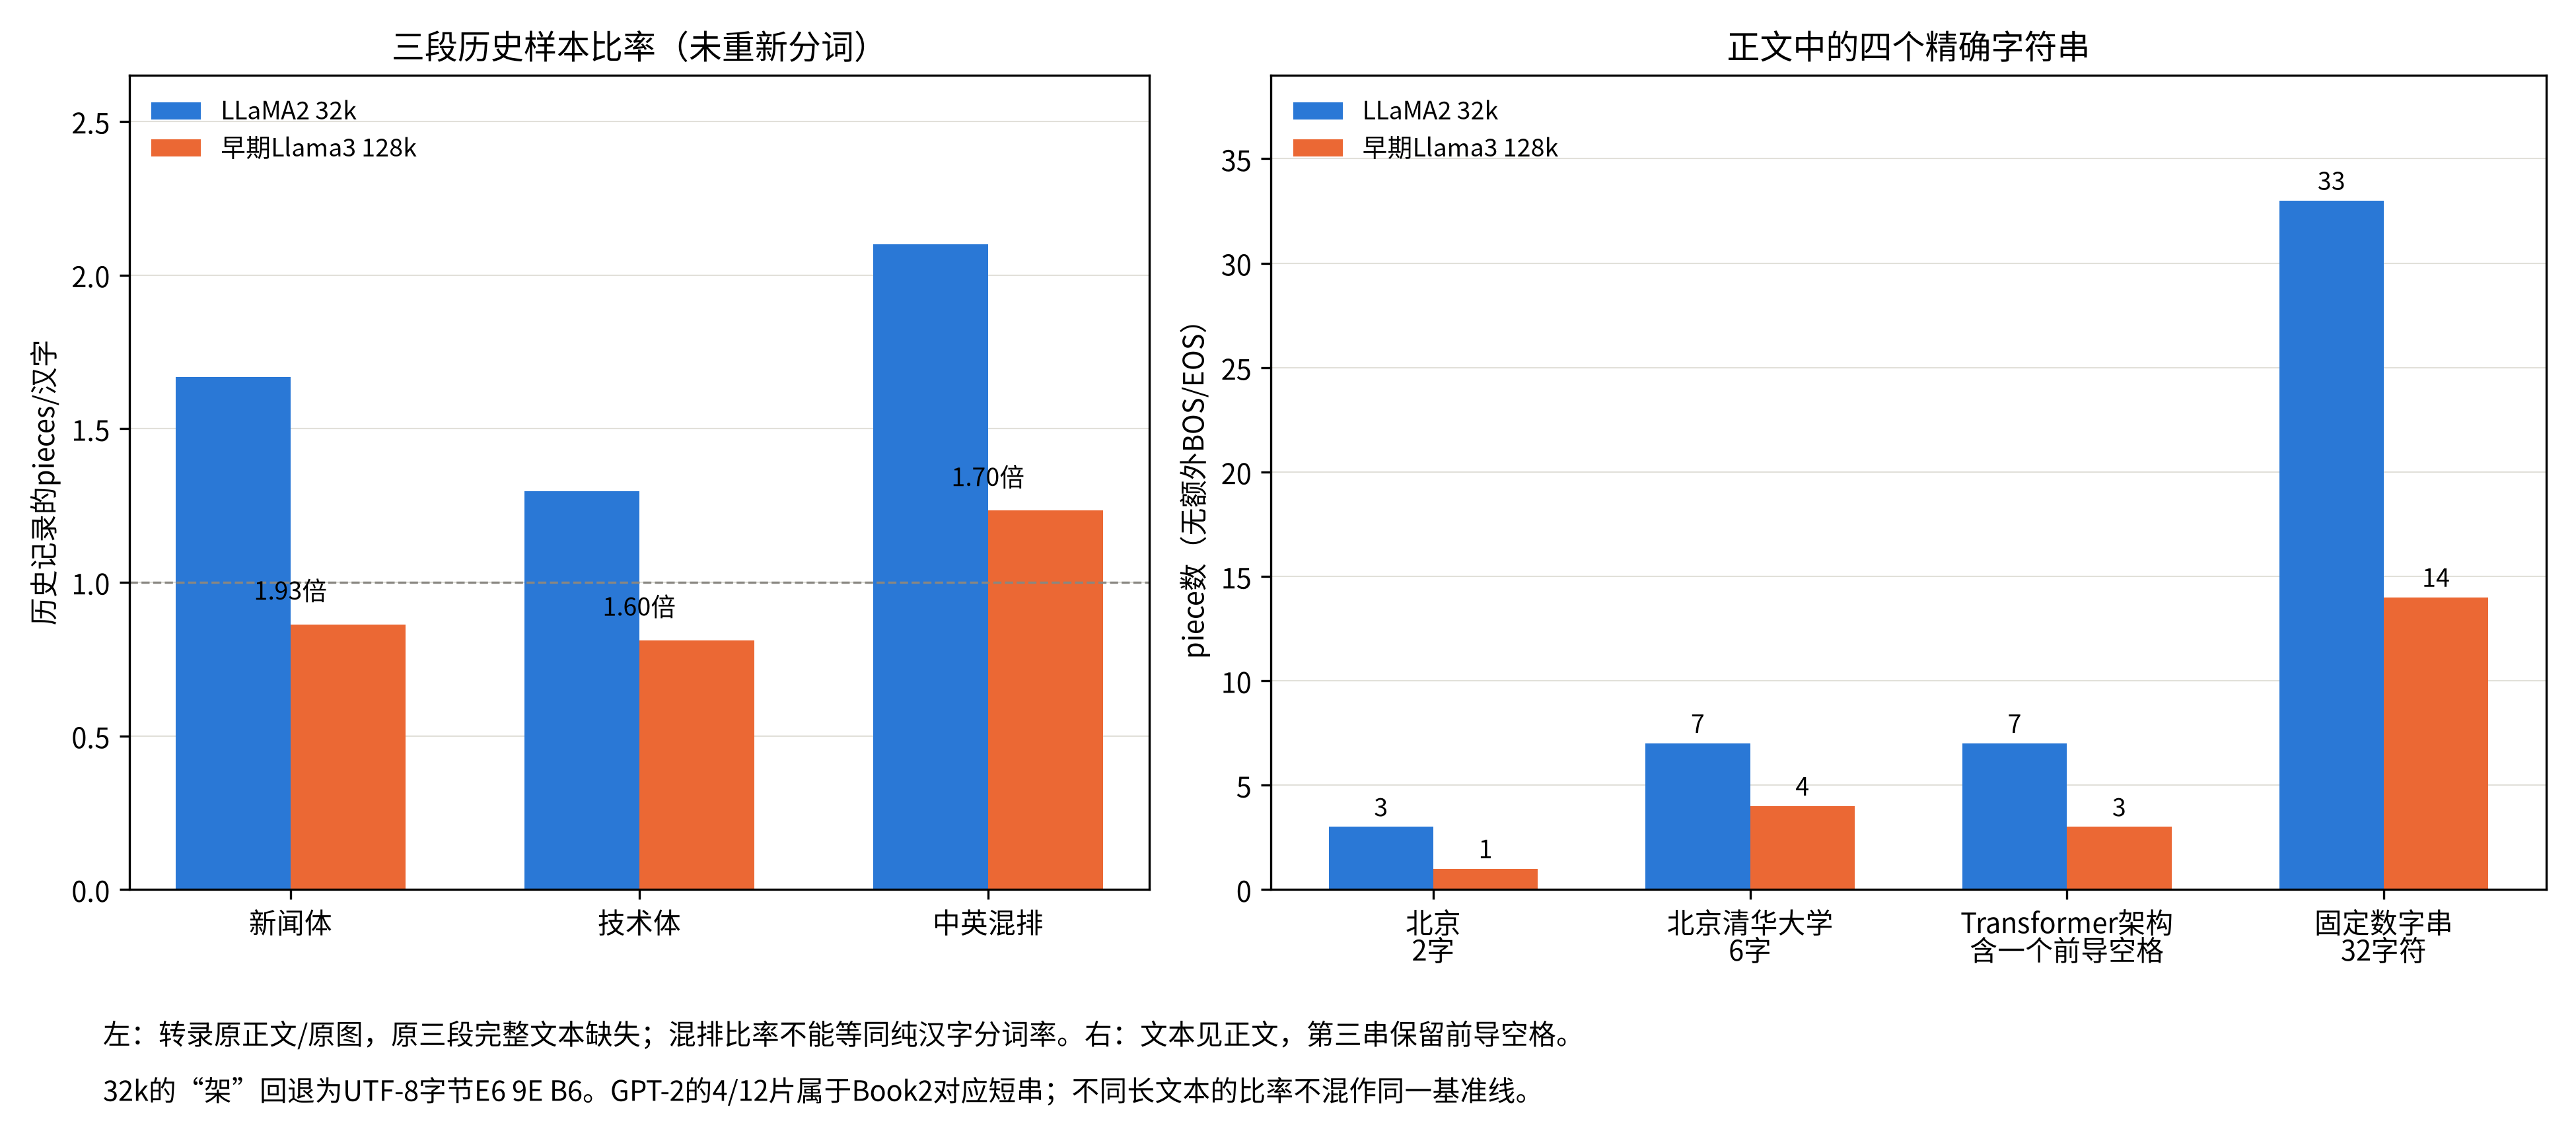 三段历史样本比率（未重新分词）
LLaMA2 32k
早期Llama3 128k
历史记录的pieces/汉字
2.5
2.0
1.5
1.0
0.5
0.0
1.93倍
1.60倍
1.70倍
新闻体
技术体
中英混排
正文中的四个精确字符串
LLaMA2 32k
早期Llama3 128k
piece数（无额外BOS/EOS）
35
30
25
20
15
10
5
0
3
1
7
4
7
3
33
14
北京
2字
北京清华大学
6字
Transformer架构
含一个前导空格
固定数字串
32字符
左：转录原正文/原图，原三段完整文本缺失；混排比率不能等同纯汉字分词率。右：文本见正文，第三串保留前导空格。
32k的“架”回退为UTF-8字节E6 9E B6。GPT-2的4/12片属于Book2对应短串；不同长文本的比率不混作同一基准线。